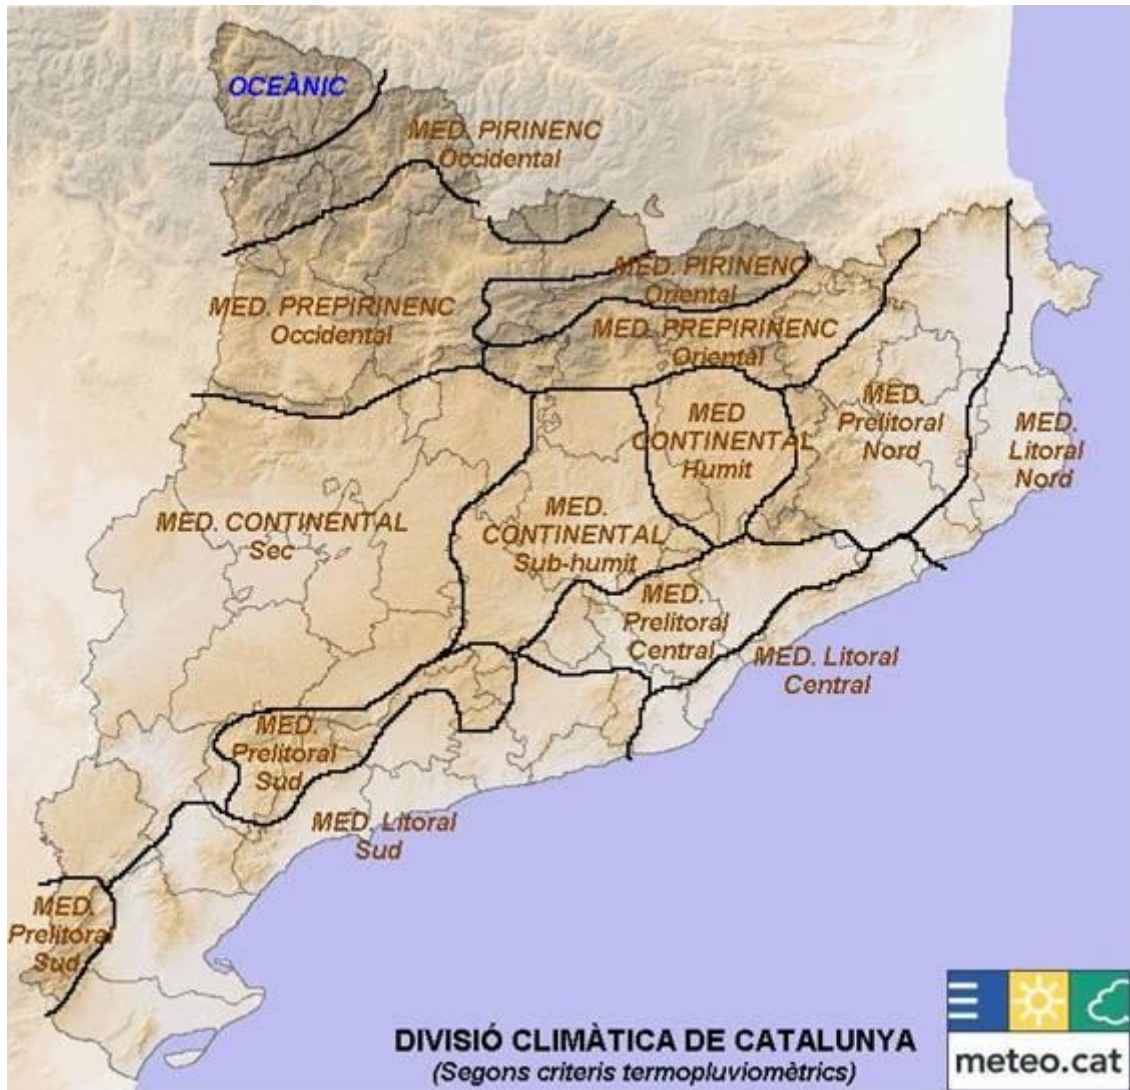 OCEÀNIC
MED. PIRINENC
Occidental
MED. PIRINENC
Oriental
MED. PREPIRINENC
Occidental
MED. PREPIRINENC
Oriental
MED.
Prelitoral
Nord
MED.
Litoral
Nord
MED
CONTINENTAL
Humit
MED. CONTINENTAL
Sec
MED.
CONTINENTAL
Sub-humit
MED.
Prelitoral
Central
MED. Litoral
Central
MED.
Prelitoral
Sud
MED. Litoral
Sud
MED.
Prelitoral
Sud
DIVISIÓ CLIMÀTICA DE CATALUNYA
(Segons criteris termopluviomètrics)
meteo.cat